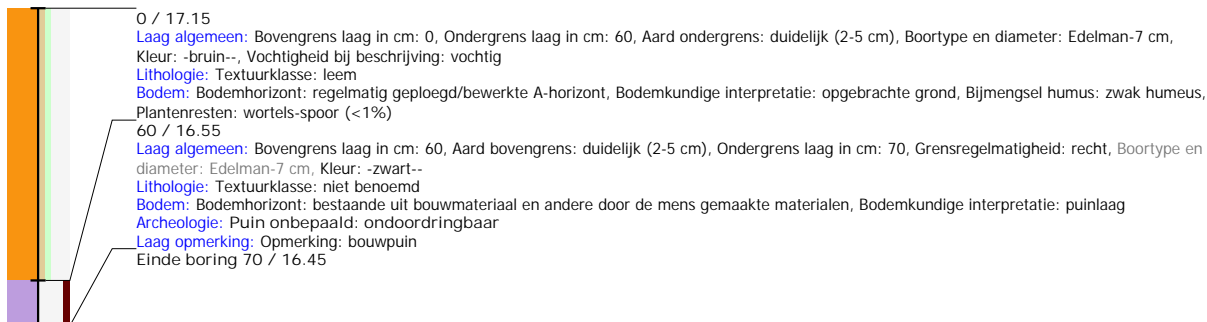 0 / 17.15
Laag algemeen: Bovengrens laag in cm: 0, Ondergrens laag in cm: 60, Aard ondergrens: duidelijk (2-5 cm), Boortype en diameter: Edelman-7 cm,
Kleur: -bruin--, Vochtigheid bij beschrijving: vochtig
Lithologie: Textuurklasse: leem
Bodem: Bodemhorizont: regelmatig geploegd/bewerkte A-horizont, Bodemkundige interpretatie: opgebrachte grond, Bijmengsel humus: zwak humeus,
Plantenresten: wortels-spoor (<1%)
60 / 16.55
Laag algemeen: Bovengrens laag in cm: 60, Aard bovengrens: duidelijk (2-5 cm), Ondergrens laag in cm: 70, Grensregelmatigheid: recht, Boortype en
diameter: Edelman-7 cm, Kleur: -zwart--
Lithologie: Textuurklasse: niet benoemd
Bodem: Bodemhorizont: bestaande uit bouwmateriaal en andere door de mens gemaakte materialen, Bodemkundige interpretatie: puinlaag
Archeologie: Puin onbepaald: ondoordringbaar
Laag opmerking: Opmerking: bouwpuin
Einde boring 70 / 16.45